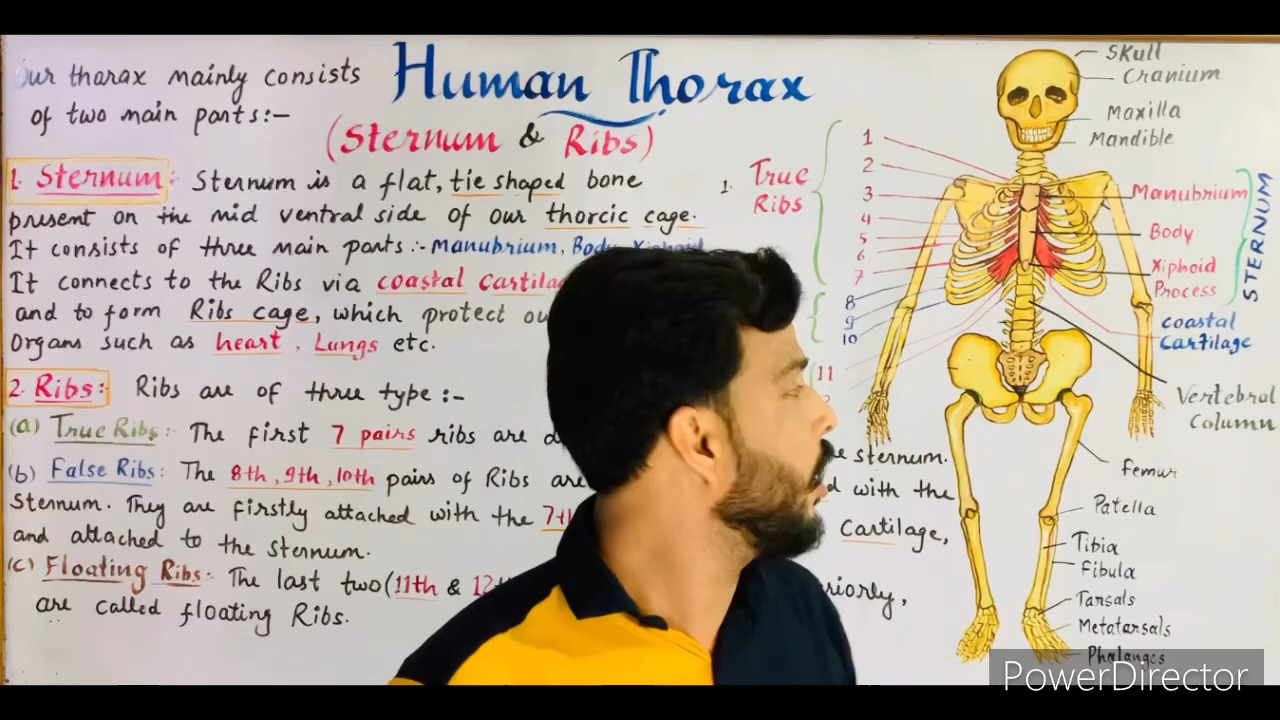 Human Thorax
(Sternum & Ribs)
Our tharax mainly consists
of two main parts:-
1. Sternum:- Sternum is a flat, tie shaped bone
present on the mid ventral side of our thorcic cage.
It consists of three main parts:- Manubrium, Body, Xiphoid
It connects to the Ribs via coastal Cartilag
and to form Ribs cage, which protect ou
Organs such as heart, Lungs etc.
2. Ribs:- Ribs are of three type:-
(a) True Ribs:- The first 7 pairs ribs are d
e sternum.
(b) False Ribs: The 8th, 9th, 10th pairs of Ribs are
d with the
Sternum. They are firstly attached with the 7th
Cartilage,
and attached to the sternum.
(c) Floating Ribs:- The last two (11th & 12th
riorly,
are called floating Ribs.
1. True
Ribs
1
2
3
4
5
6
7
8
9
10
11
Skull
Cranium
Maxilla
Mandible
Manubrium
Body
Xiphoid
Process
STERNUM
Coastal
Cartilage
Vertebral
Column
Femur
Patella
Tibia
Fibula
Tarsals
Metatarsals
Phalanges
PowerDirector